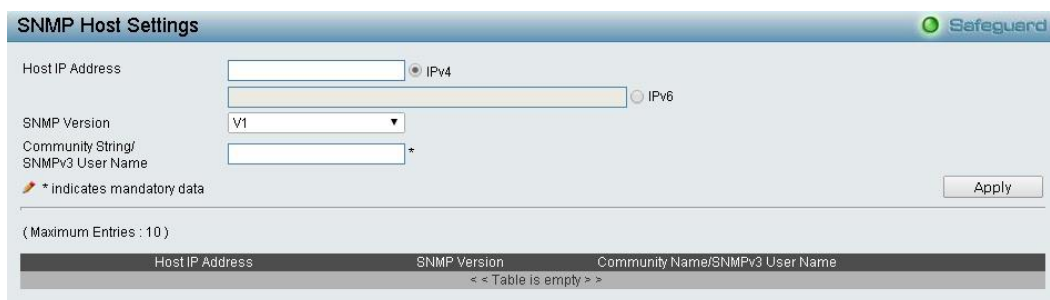 SNMP Host Settings
Safeguard
Host IP Address
IPv4
IPv6
SNMP Version
V1
Community String/
SNMPv3 User Name
*
* indicates mandatory data
Apply
( Maximum Entries : 10 )
Host IP Address SNMP Version Community Name/SNMPv3 User Name
< < Table is empty > >